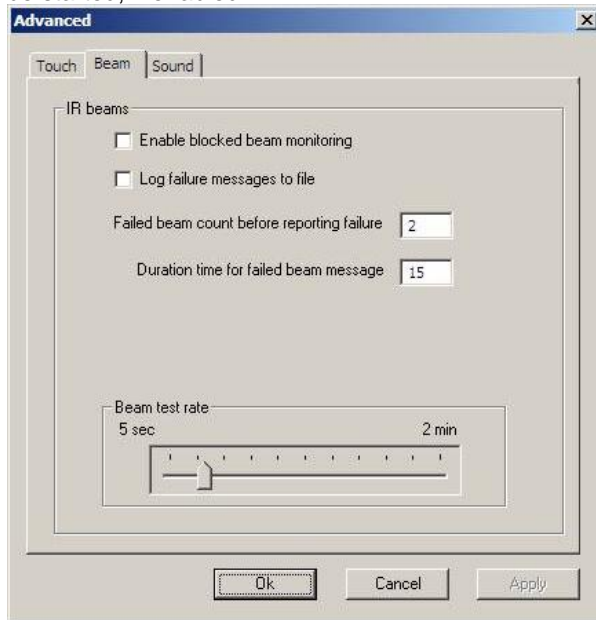 Advanced
Touch Beam Sound
IR beams
Enable blocked beam monitoring
Log failure messages to file
Failed beam count before reporting failure 2
Duration time for failed beam message 15
Beam test rate
5 sec 2 min
Ok Cancel Apply